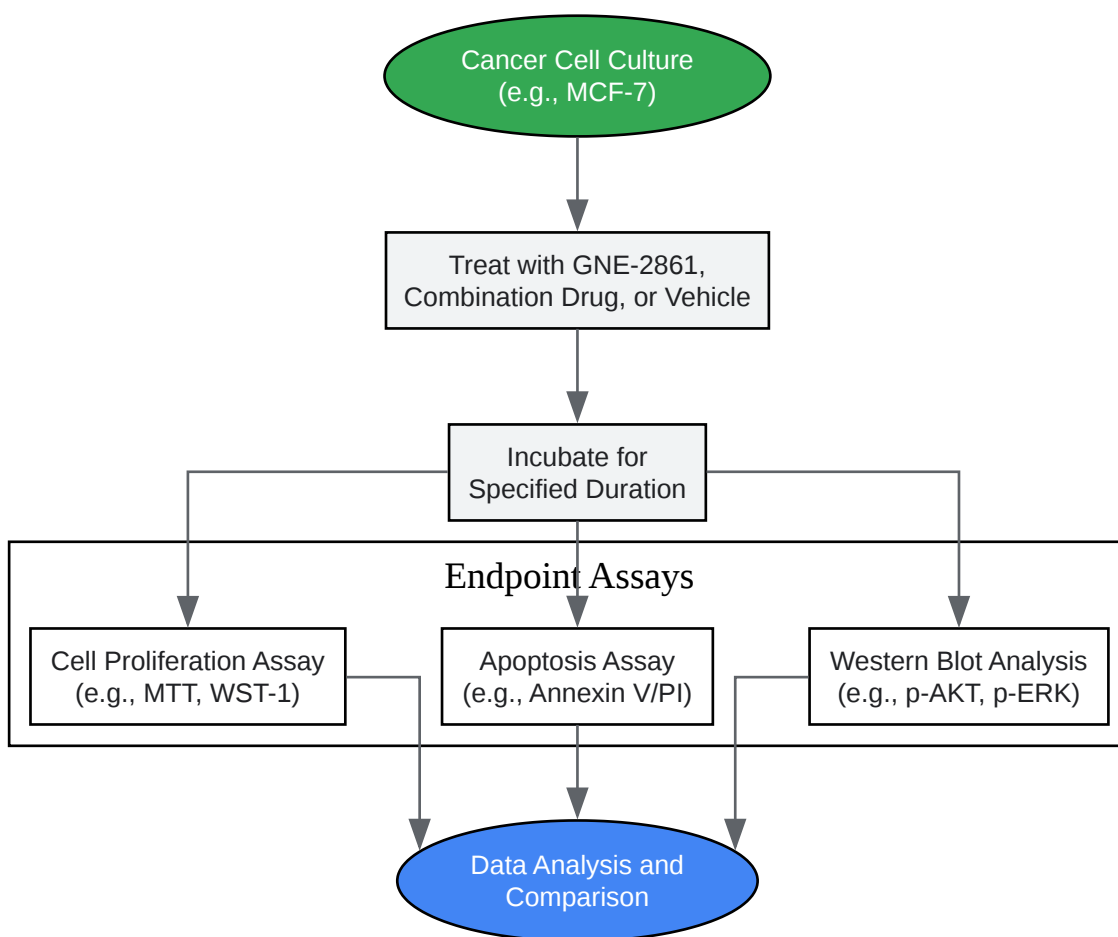 Cancer Cell Culture
(e.g., MCF-7)
Treat with GNE-2861,
Combination Drug, or Vehicle
Incubate for
Specified Duration
Endpoint Assays
Cell Proliferation Assay
(e.g., MTT, WST-1)
Apoptosis Assay
(e.g., Annexin V/PI)
Western Blot Analysis
(e.g., p-AKT, p-ERK)
Data Analysis and
Comparison